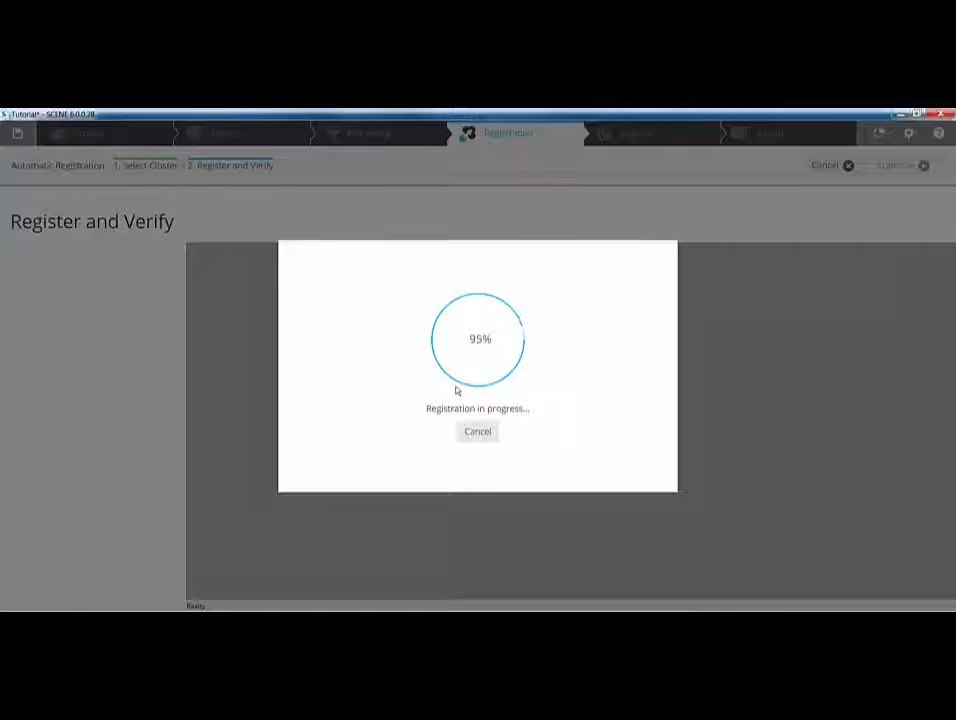 Tutorial* - SCENE 6.0.0.28
Registration
Automatic Registration 1. Select Cluster 2. Register and Verify
Cancel
Register and Verify
95%
Registration in progress...
Cancel
Ready